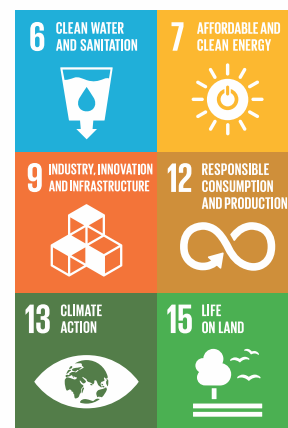 6 CLEAN WATER
AND SANITATION
7 AFFORDABLE AND
CLEAN ENERGY
9 INDUSTRY, INNOVATION
AND INFRASTRUCTURE
12 RESPONSIBLE
CONSUMPTION
AND PRODUCTION
13 CLIMATE
ACTION
15 LIFE
ON LAND